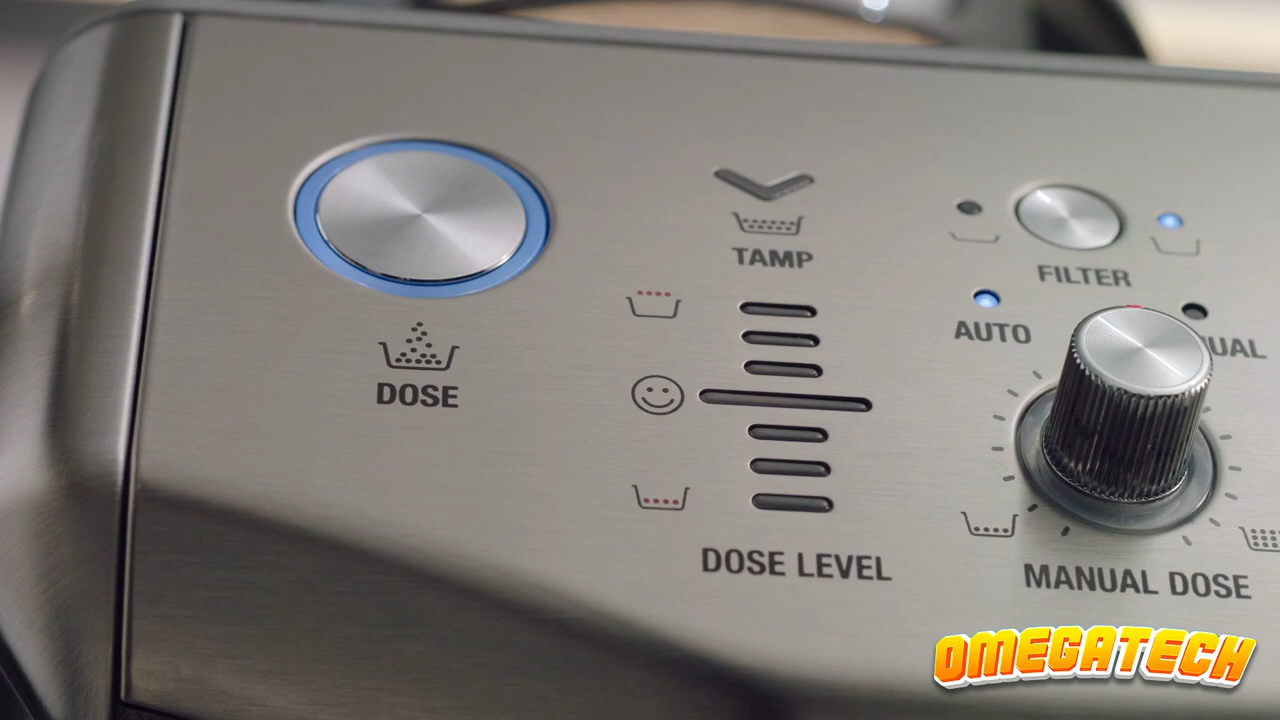 DOSE
TAMP
DOSE LEVEL
FILTER
AUTO
MANUAL DOSE
OMEGATECH